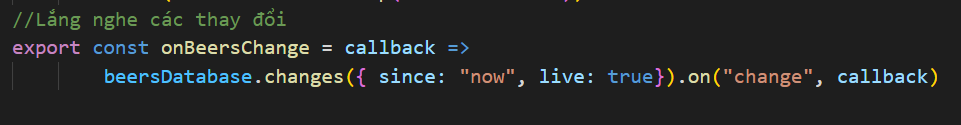 //Lắng nghe các thay đổi
export const onBeersChange = callback =>
beersDatabase.changes({ since: "now", live: true}).on("change", callback)